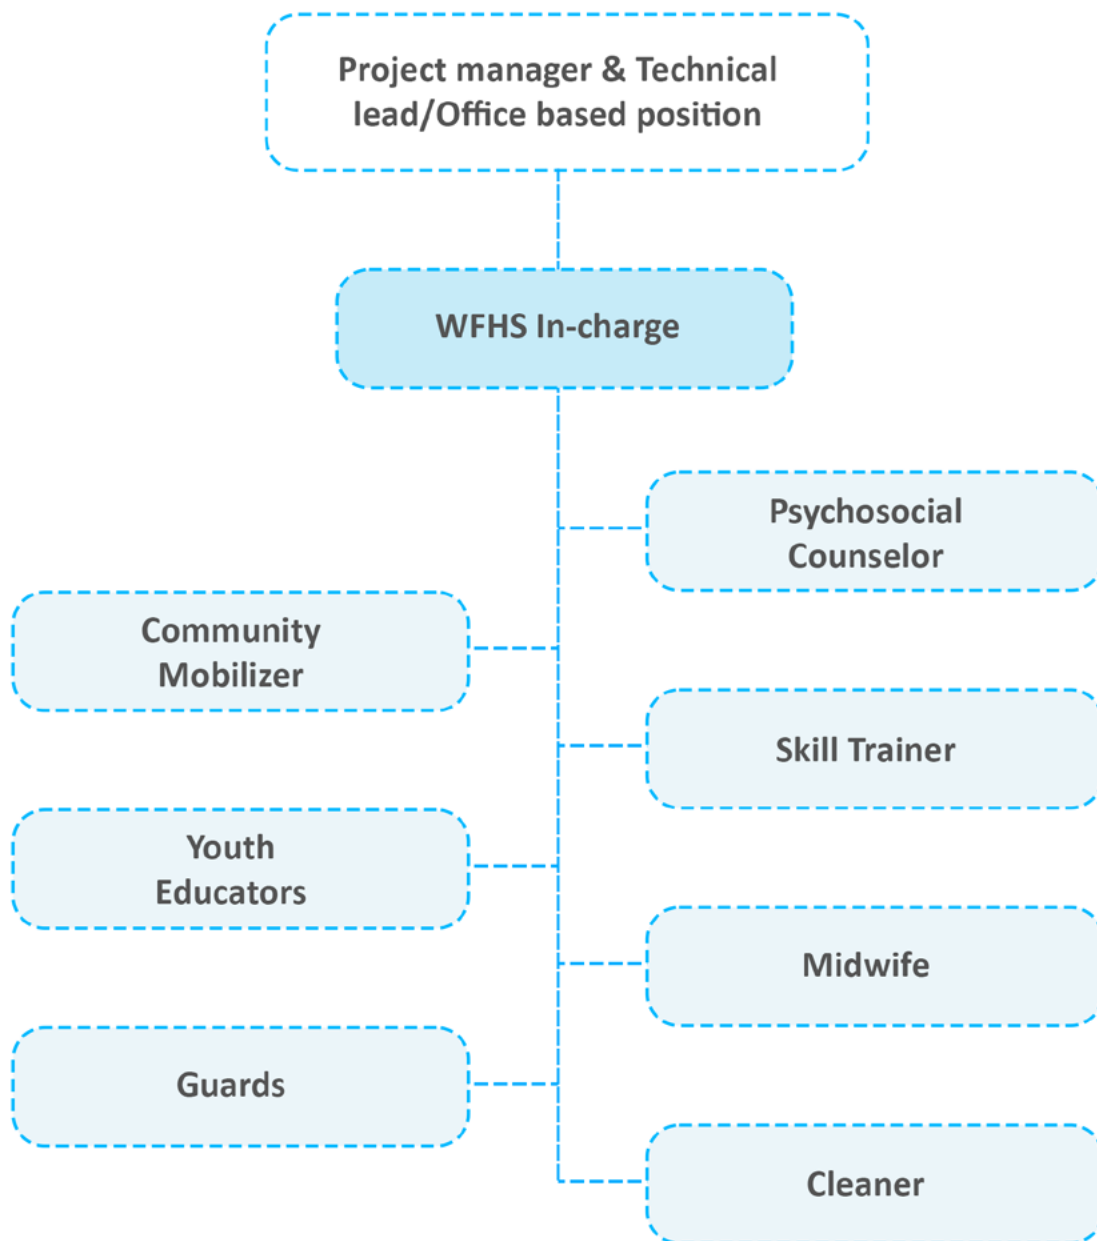 Project manager & Technical
lead/Office based position
WFHS In-charge
Psychosocial
Counselor
Community
Mobilizer
Skill Trainer
Youth
Educators
Midwife
Guards
Cleaner